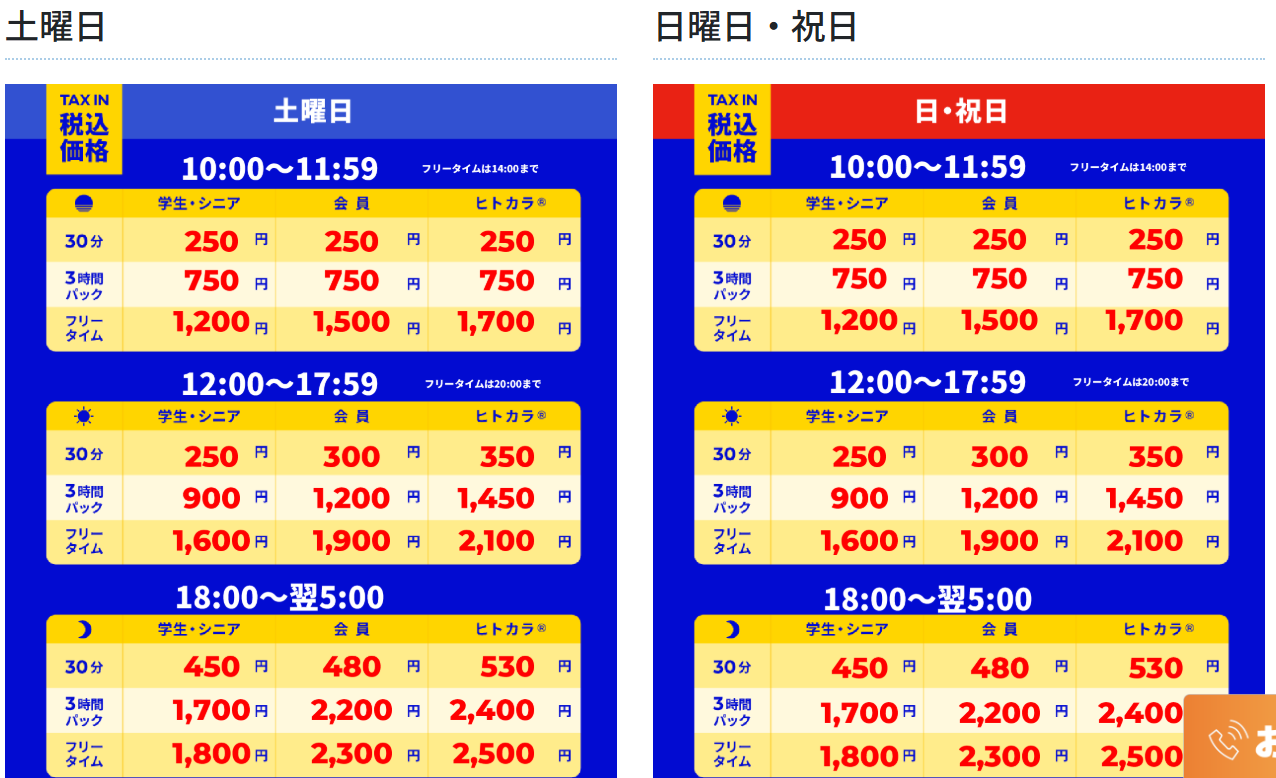 土曜日
TAX IN
税込
価格
土曜日
10:00～11:59 フリータイムは14:00まで
学生・シニア 会員 ヒトカラ®
30分 250円 250円 250円
3時間
パック 750円 750円 750円
フリー
タイム 1,200円 1,500円 1,700円
12:00～17:59 フリータイムは20:00まで
学生・シニア 会員 ヒトカラ®
30分 250円 300円 350円
3時間
パック 900円 1,200円 1,450円
フリー
タイム 1,600円 1,900円 2,100円
18:00～翌5:00
学生・シニア 会員 ヒトカラ®
30分 450円 480円 530円
3時間
パック 1,700円 2,200円 2,400円
フリー
タイム 1,800円 2,300円 2,500円
日曜日・祝日
TAX IN
税込
価格
日・祝日
10:00～11:59 フリータイムは14:00まで
学生・シニア 会員 ヒトカラ®
30分 250円 250円 250円
3時間
パック 750円 750円 750円
フリー
タイム 1,200円 1,500円 1,700円
12:00～17:59 フリータイムは20:00まで
学生・シニア 会員 ヒトカラ®
30分 250円 300円 350円
3時間
パック 900円 1,200円 1,450円
フリー
タイム 1,600円 1,900円 2,100円
18:00～翌5:00
学生・シニア 会員 ヒトカラ®
30分 450円 480円 530円
3時間
パック 1,700円 2,200円 2,400
フリー
タイム 1,800円 2,300円 2,500